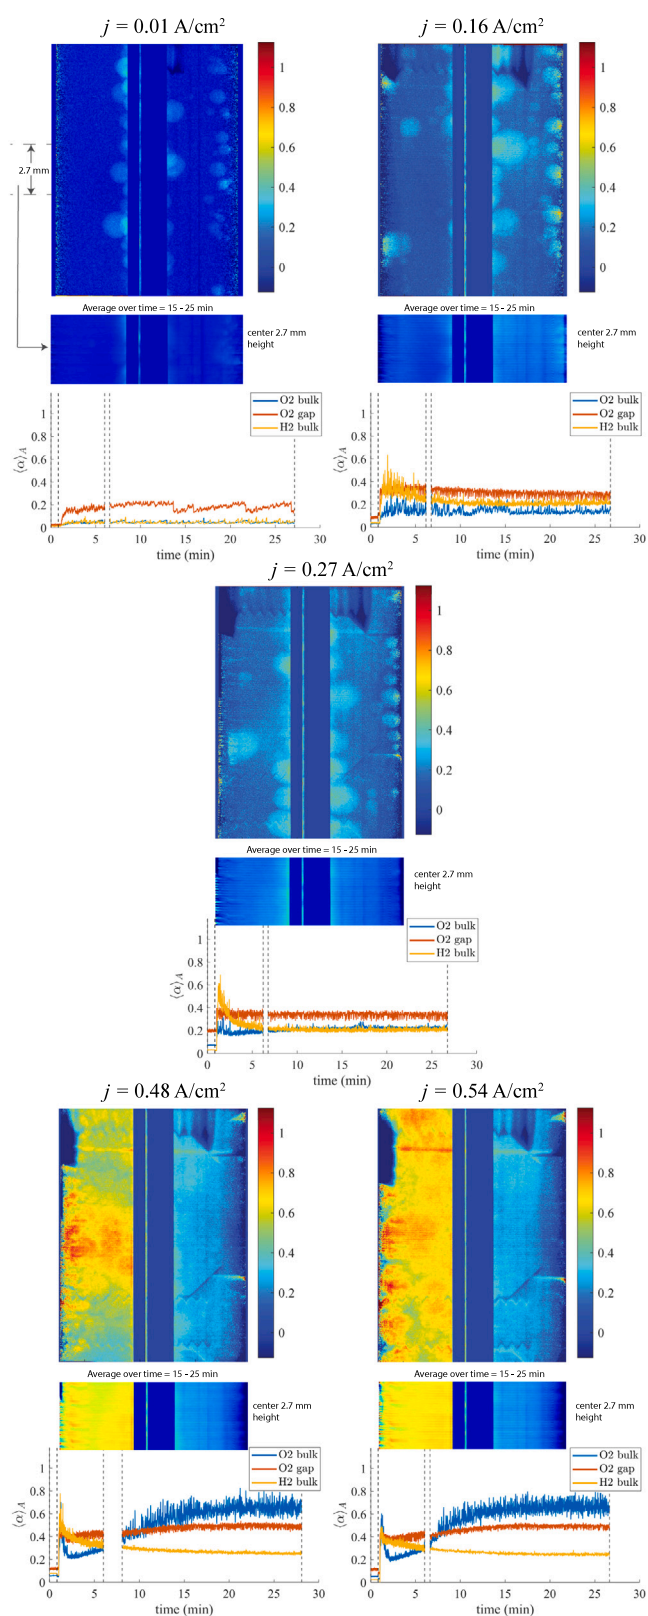 j = 0.01 A/cm²
j = 0.16 A/cm²
1
0.8
0.6
0.4
0.2
0
2.7 mm
1
0.8
0.6
0.4
0.2
0
Average over time = 15 - 25 min
center 2.7 mm
height
Average over time = 15 - 25 min
center 2.7 mm
height
O2 bulk
O2 gap
H2 bulk
⟨α⟩A
1
0.8
0.6
0.4
0.2
0
0 5 10 15 20 25 30
time (min)
O2 bulk
O2 gap
H2 bulk
⟨α⟩A
1
0.8
0.6
0.4
0.2
0
0 5 10 15 20 25 30
time (min)
j = 0.27 A/cm²
1
0.8
0.6
0.4
0.2
0
Average over time = 15 - 25 min
center 2.7 mm
height
O2 bulk
O2 gap
H2 bulk
⟨α⟩A
1
0.8
0.6
0.4
0.2
0
0 5 10 15 20 25 30
time (min)
j = 0.48 A/cm²
j = 0.54 A/cm²
1
0.8
0.6
0.4
0.2
0
1
0.8
0.6
0.4
0.2
0
Average over time = 15 - 25 min
center 2.7 mm
height
Average over time = 15 - 25 min
center 2.7 mm
height
O2 bulk
O2 gap
H2 bulk
⟨α⟩A
1
0.8
0.6
0.4
0.2
0
0 5 10 15 20 25 30
time (min)
O2 bulk
O2 gap
H2 bulk
⟨α⟩A
1
0.8
0.6
0.4
0.2
0
0 5 10 15 20 25 30
time (min)